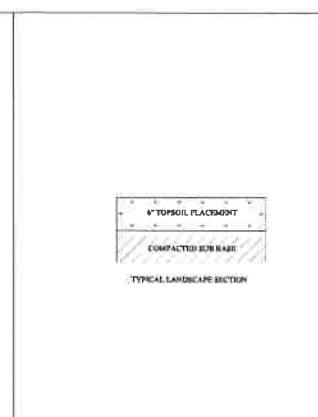 6" TOPSOIL PLACEMENT
COMPACTED SUB BASE
TYPICAL LANDSCAPE SECTION